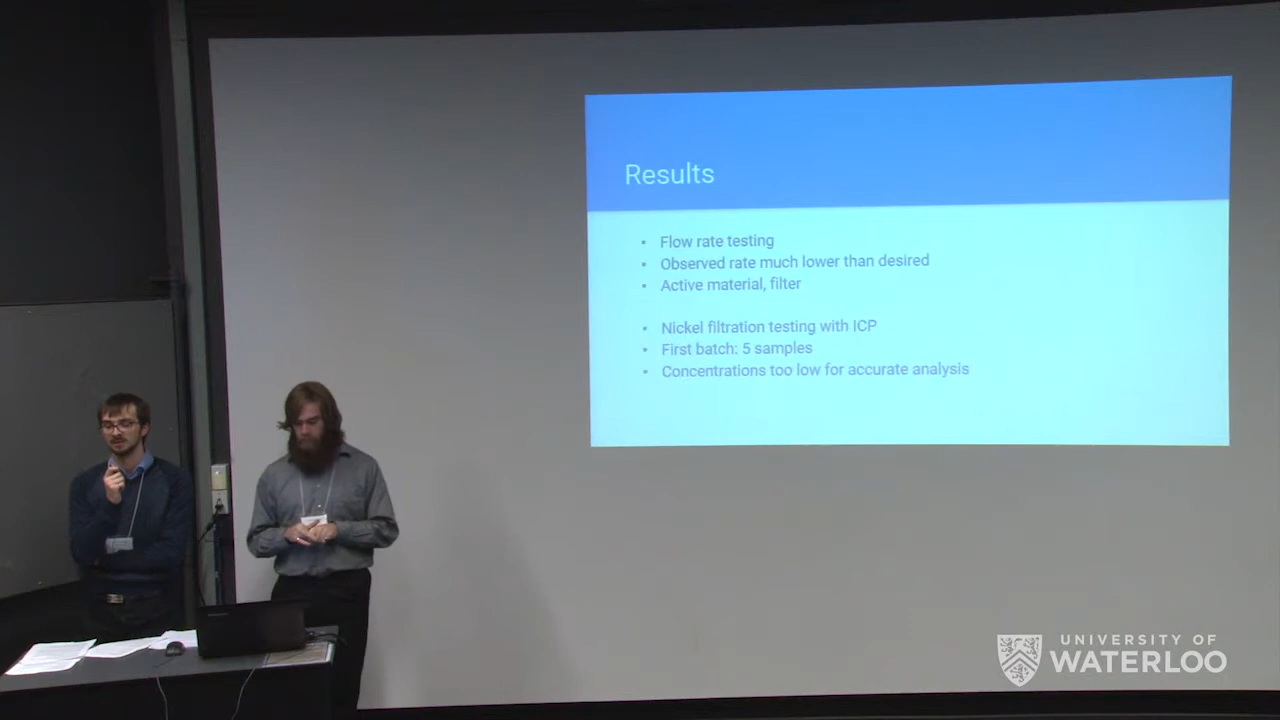 Results
• Flow rate testing
• Observed rate much lower than desired
• Active material, filter
• Nickel filtration testing with ICP
• First batch: 5 samples
• Concentrations too low for accurate analysis
UNIVERSITY OF
WATERLOO